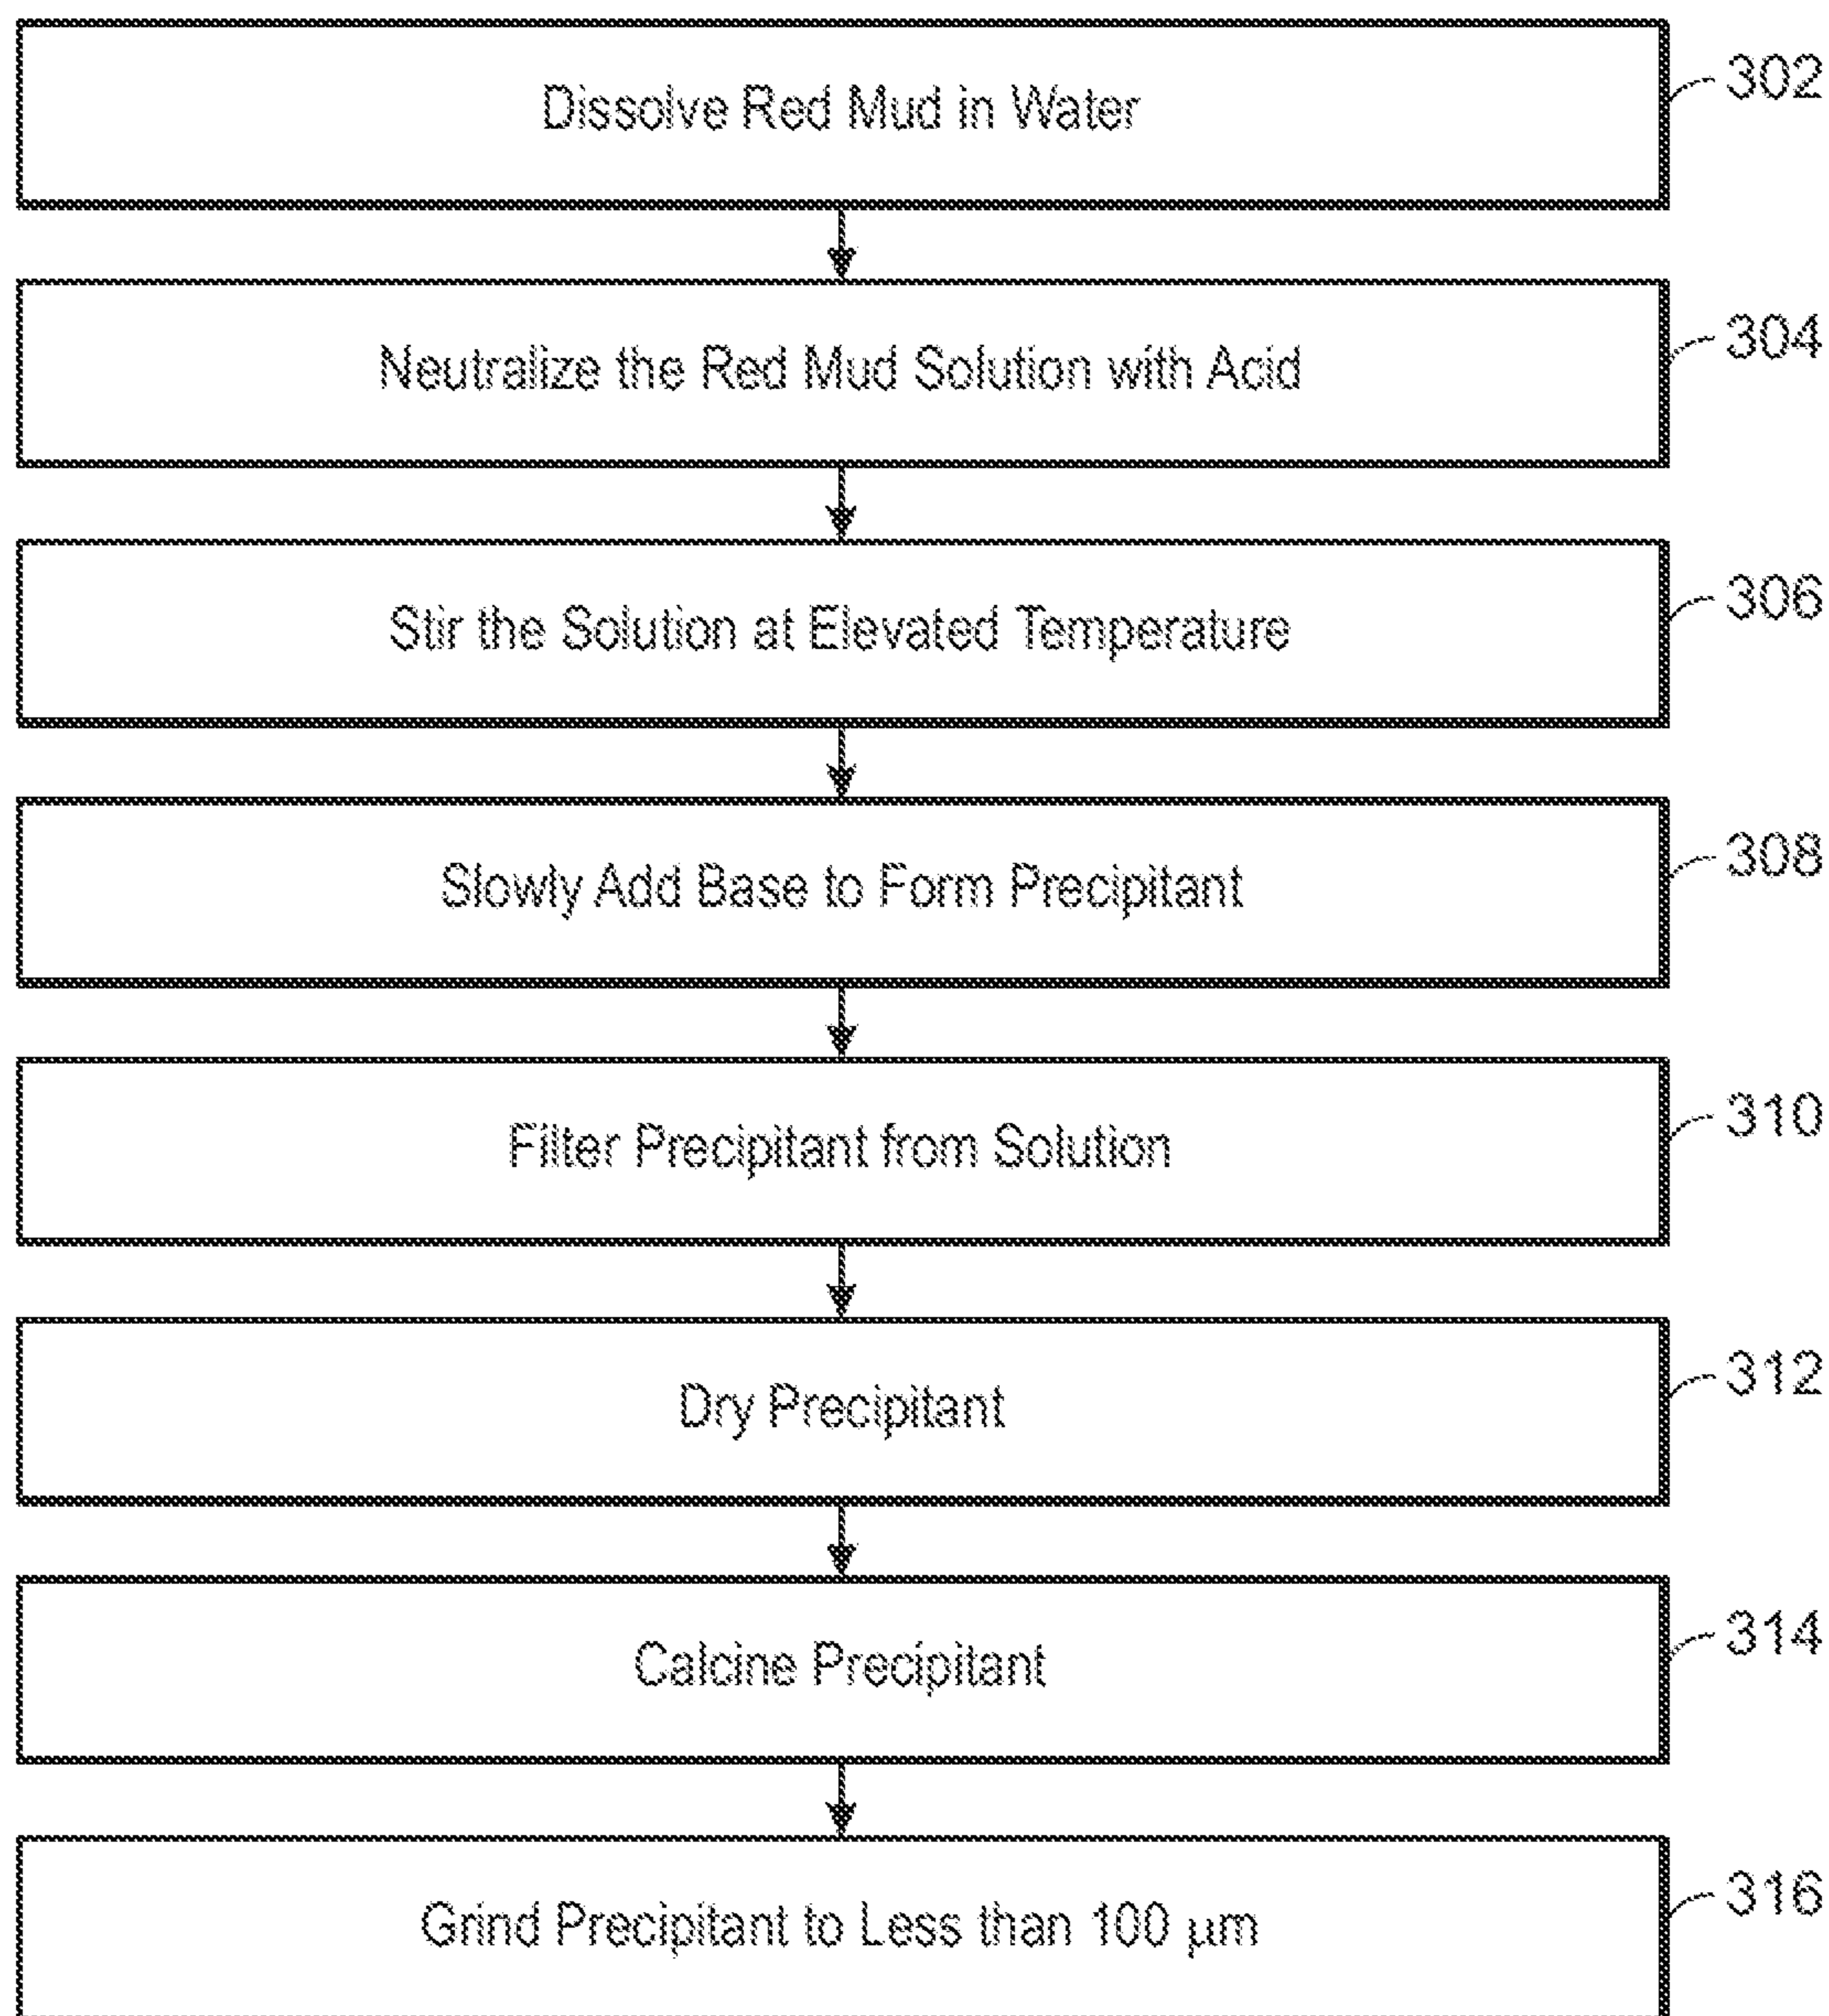 Dissolve Red Mud in Water
302
Neutralize the Red Mud Solution with Acid
304
Stir the Solution at Elevated Temperature
306
Slowly Add Base to Form Precipitant
308
Filter Precipitant from Solution
310
Dry Precipitant
312
Calcine Precipitant
314
Grind Precipitant to Less than 100 μm
316